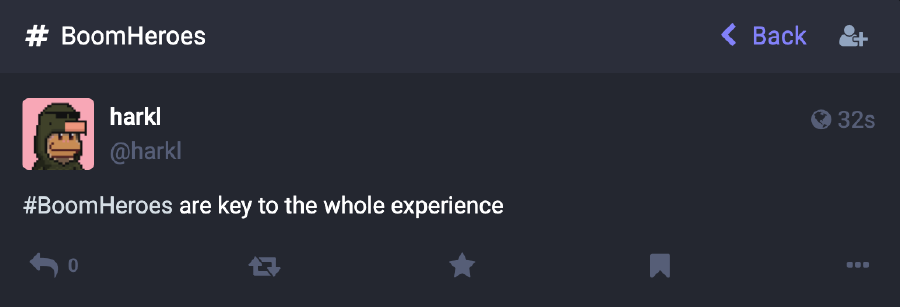 # BoomHeroes
Back
harkl
32s
@harkl
#BoomHeroes are key to the whole experience
0